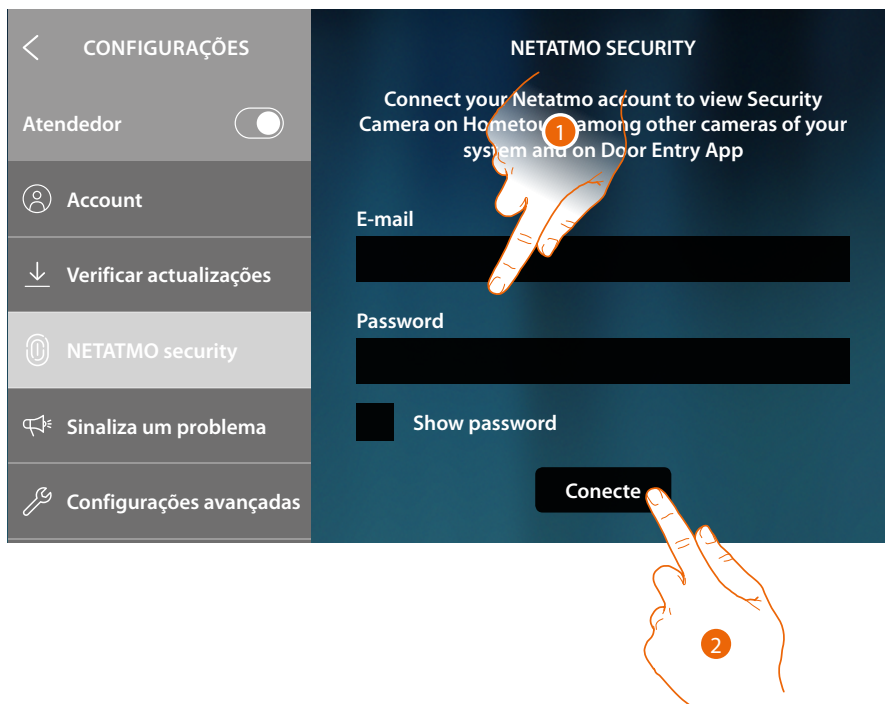 CONFIGURAÇÕES
Atendedor
Account
Verificar actualizações
NETATMO security
Sinaliza um problema
Configurações avançadas
NETATMO SECURITY
Connect your Netatmo account to view Security
Camera on Hometouch among other cameras of your
system and on Door Entry App
1
E-mail
Password
Show password
Conecte
2